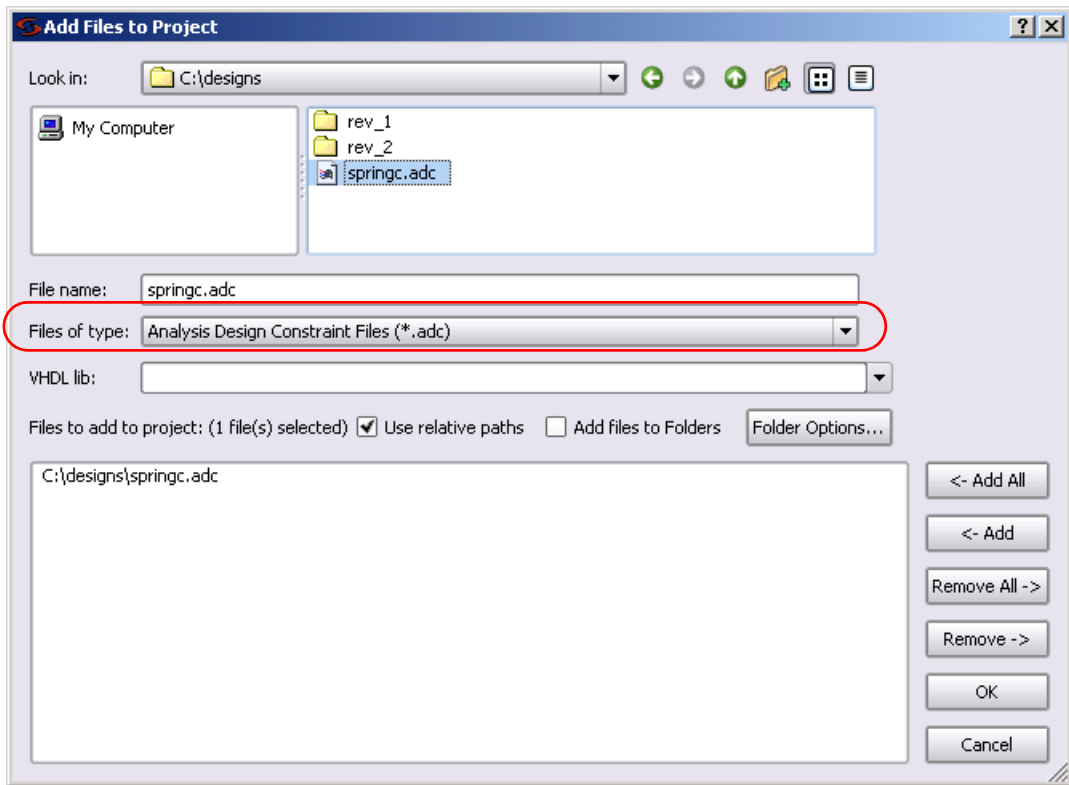 Add Files to Project
Look in: C:\designs
My Computer
rev_1
rev_2
springc.adc
File name: springc.adc
Files of type: Analysis Design Constraint Files (*.adc)
VHDL lib:
Files to add to project: (1 file(s) selected) Use relative paths Add files to Folders Folder Options...
C:\designs\springc.adc
<- Add All
<- Add
Remove All ->
Remove ->
OK
Cancel